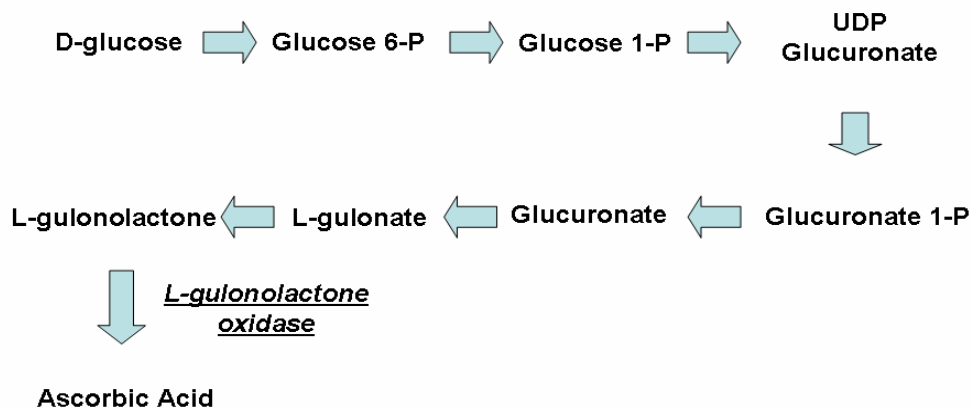 D-glucose Glucose 6-P Glucose 1-P UDP
Glucuronate
L-gulonolactone L-gulonate Glucuronate Glucuronate 1-P
L-gulonolactone
oxidase
Ascorbic Acid